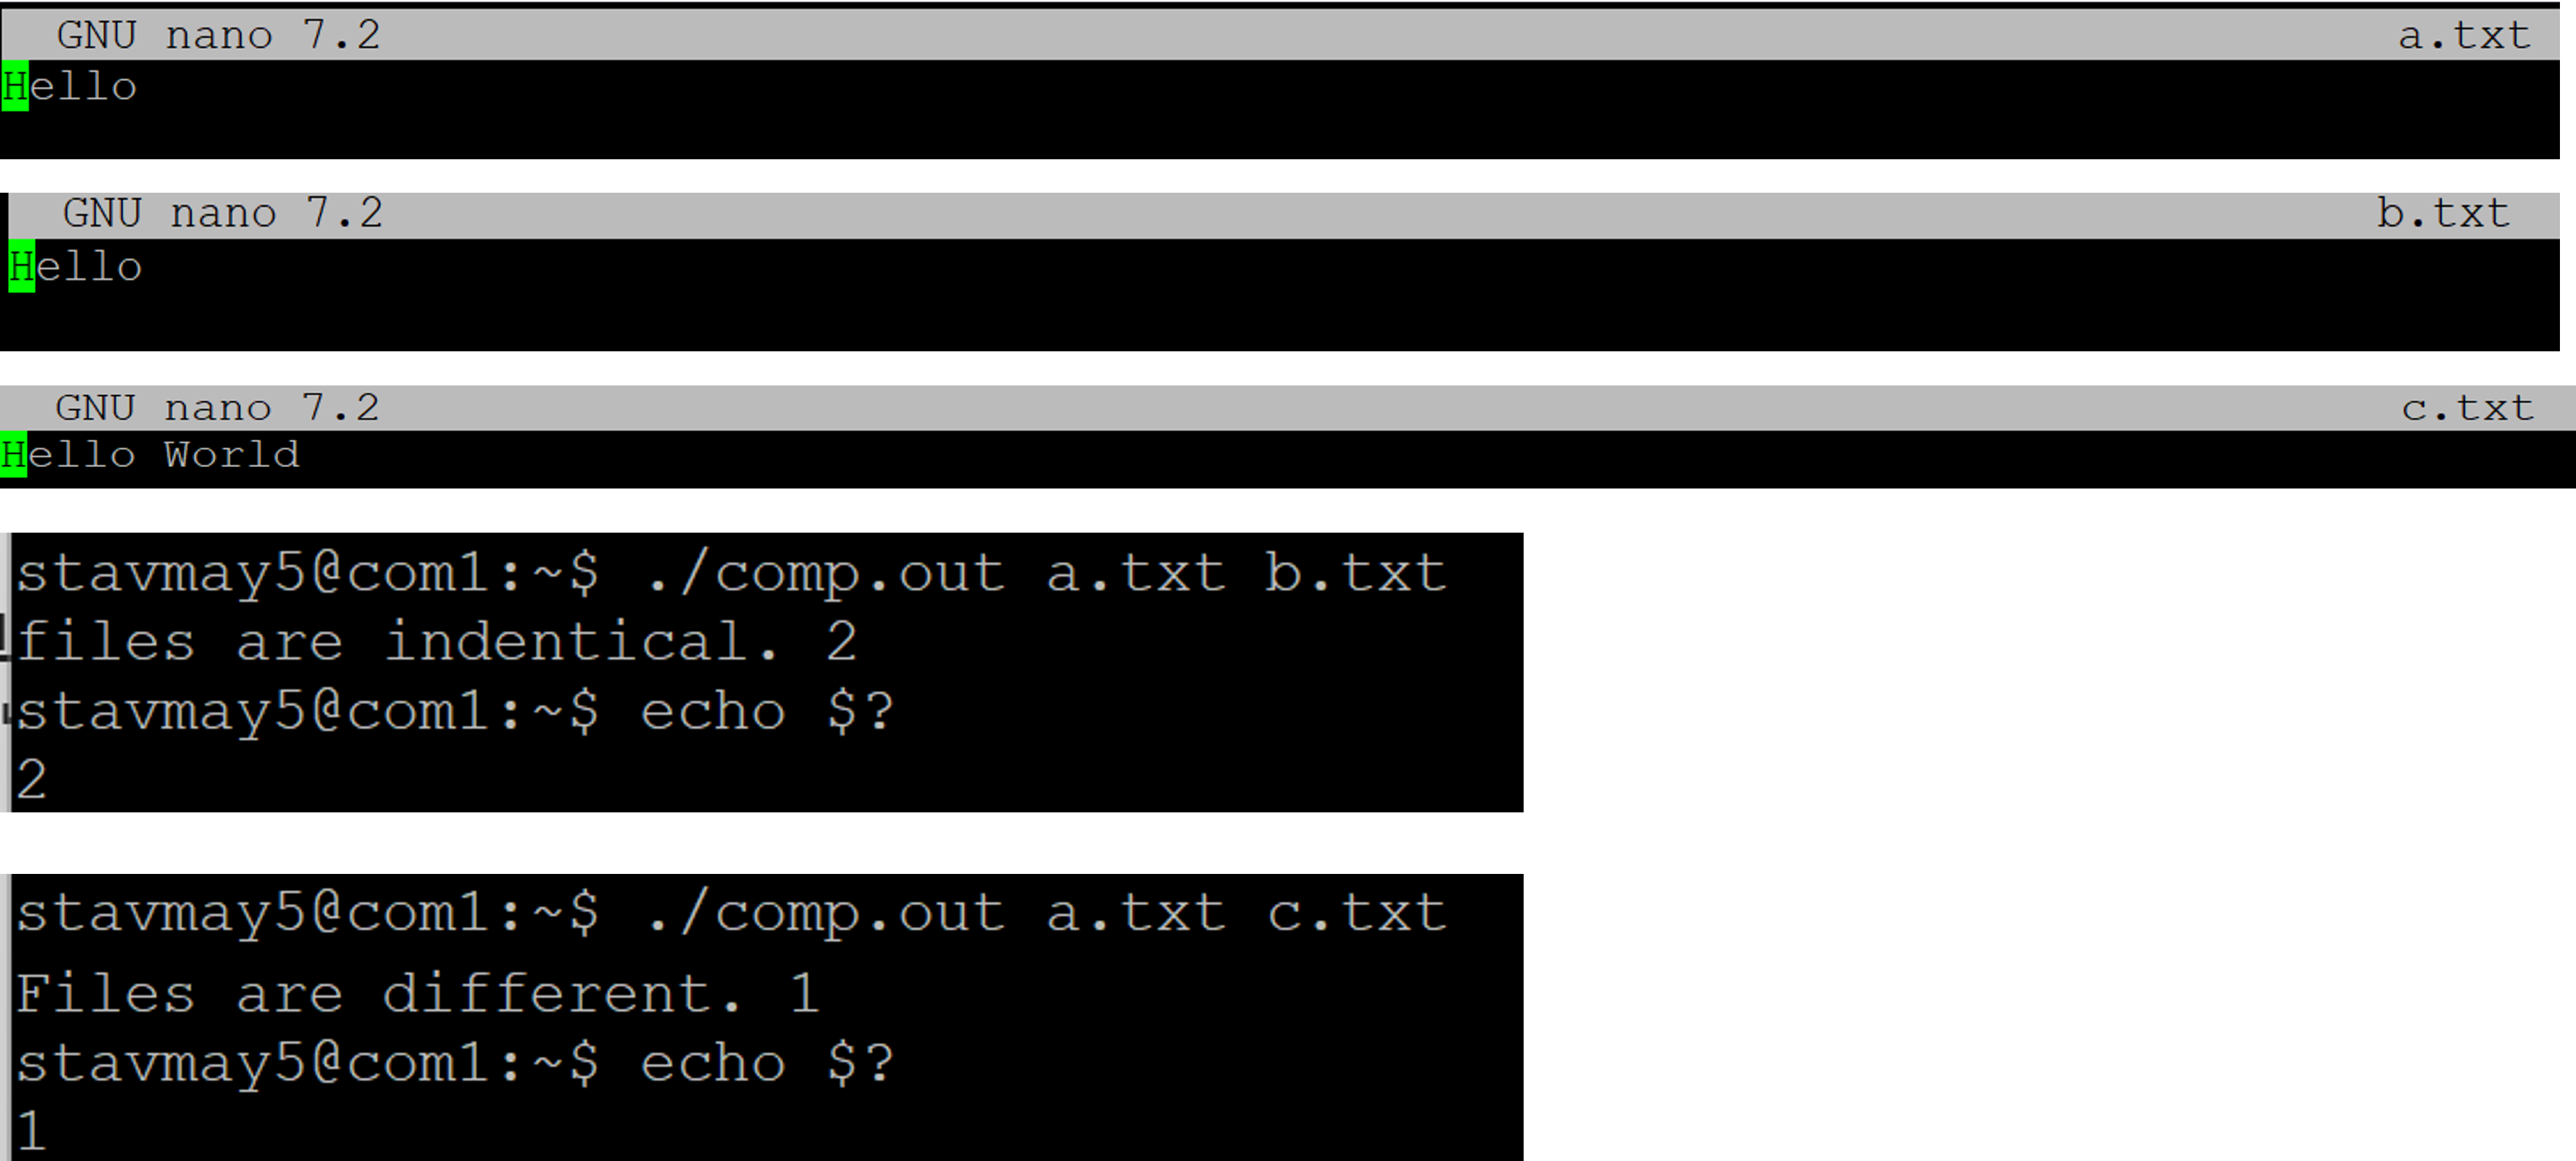 GNU nano 7.2 a.txt
Hello
GNU nano 7.2 b.txt
Hello
GNU nano 7.2 c.txt
Hello World
stavmay5@com1:~$ ./comp.out a.txt b.txt
files are indentical. 2
stavmay5@com1:~$ echo $?
2
stavmay5@com1:~$ ./comp.out a.txt c.txt
Files are different. 1
stavmay5@com1:~$ echo $?
1